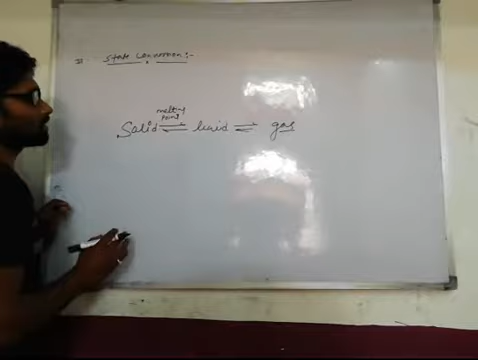 State Conversion:-
melting
point
Solid ⇌ liquid ⇌ gas